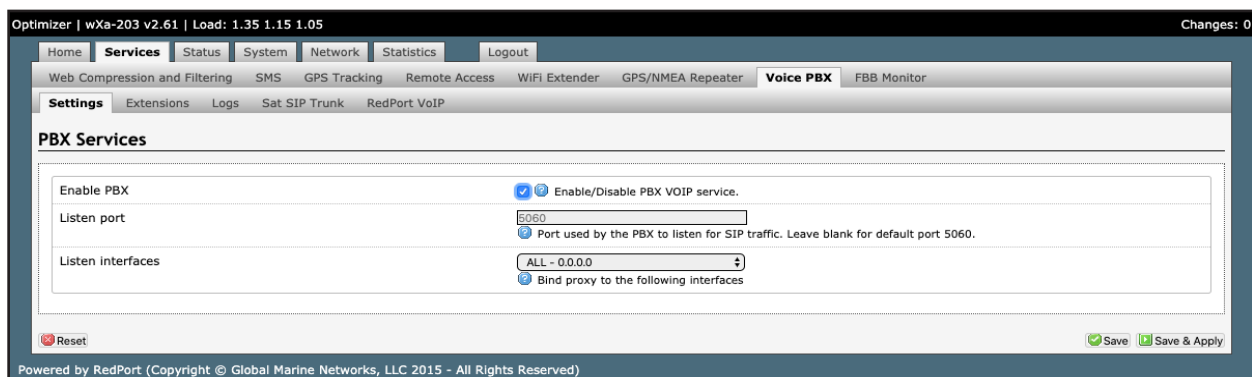 Optimizer | wXa-203 v2.61 | Load: 1.35 1.15 1.05 Changes: 0
Home Services Status System Network Statistics Logout
Web Compression and Filtering SMS GPS Tracking Remote Access WiFi Extender GPS/NMEA Repeater Voice PBX FBB Monitor
Settings Extensions Logs Sat SIP Trunk RedPort VoIP
PBX Services
Enable PBX Enable/Disable PBX VOIP service.
Listen port 5060
Port used by the PBX to listen for SIP traffic. Leave blank for default port 5060.
Listen interfaces ALL - 0.0.0.0
Bind proxy to the following interfaces
Reset Save Save & Apply
Powered by RedPort (Copyright © Global Marine Networks, LLC 2015 - All Rights Reserved)